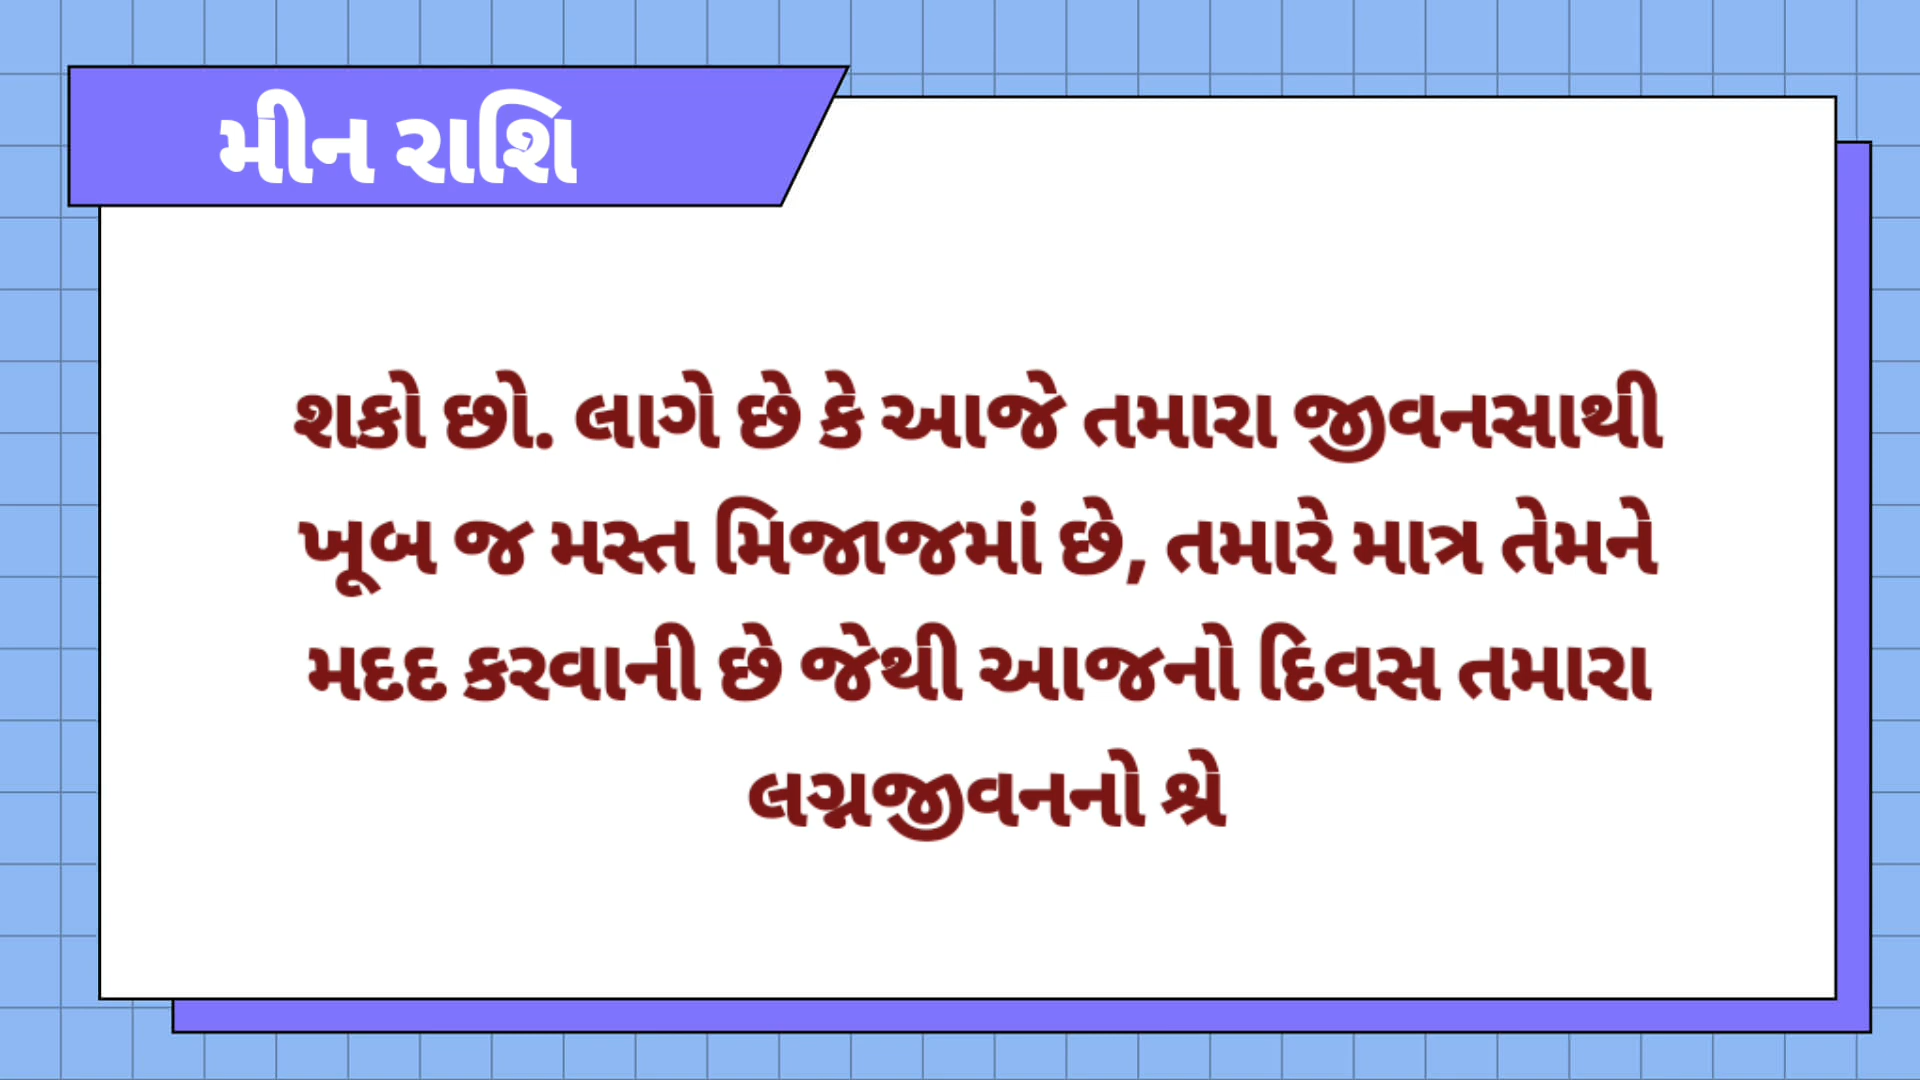 મીન રાશિ
શકો છો. લાગે છે કે આજે તમારા જીવનસાથી
ખૂબ જ મસ્ત મિજાજમાં છે, તમારે માત્ર તેમને
મદદ કરવાની છે જેથી આજનો દિવસ તમારા
લગ્નજીવનનો શ્રે